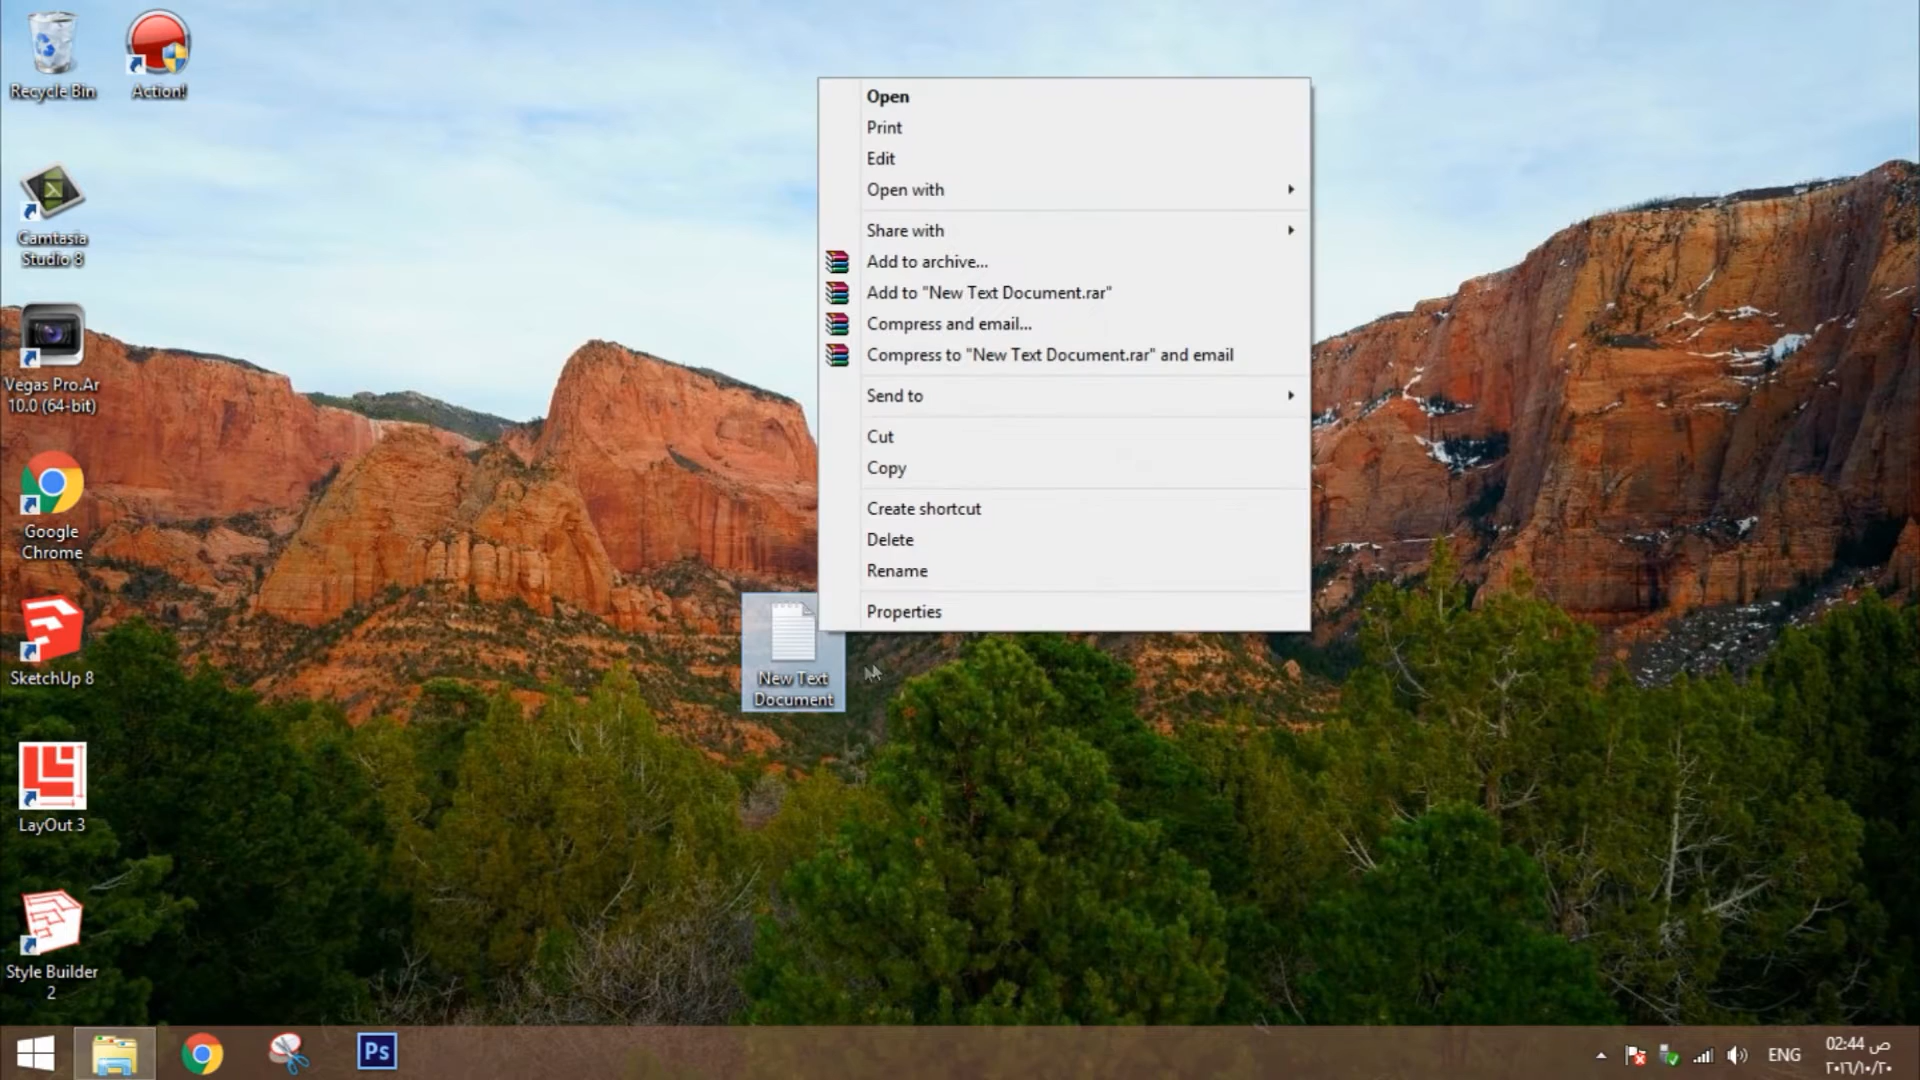 Recycle Bin
Action!
Camtasia
Studio 8
Vegas Pro.Ar
10.0 (64-bit)
Google
Chrome
SketchUp 8
LayOut 3
Style Builder
2
Open
Print
Edit
Open with
Share with
Add to archive...
Add to "New Text Document.rar"
Compress and email...
Compress to "New Text Document.rar" and email
Send to
Cut
Copy
Create shortcut
Delete
Rename
Properties
New Text
Document
Ps
ENG
02:44 ص
٢٠١٦/١٠/٢٠